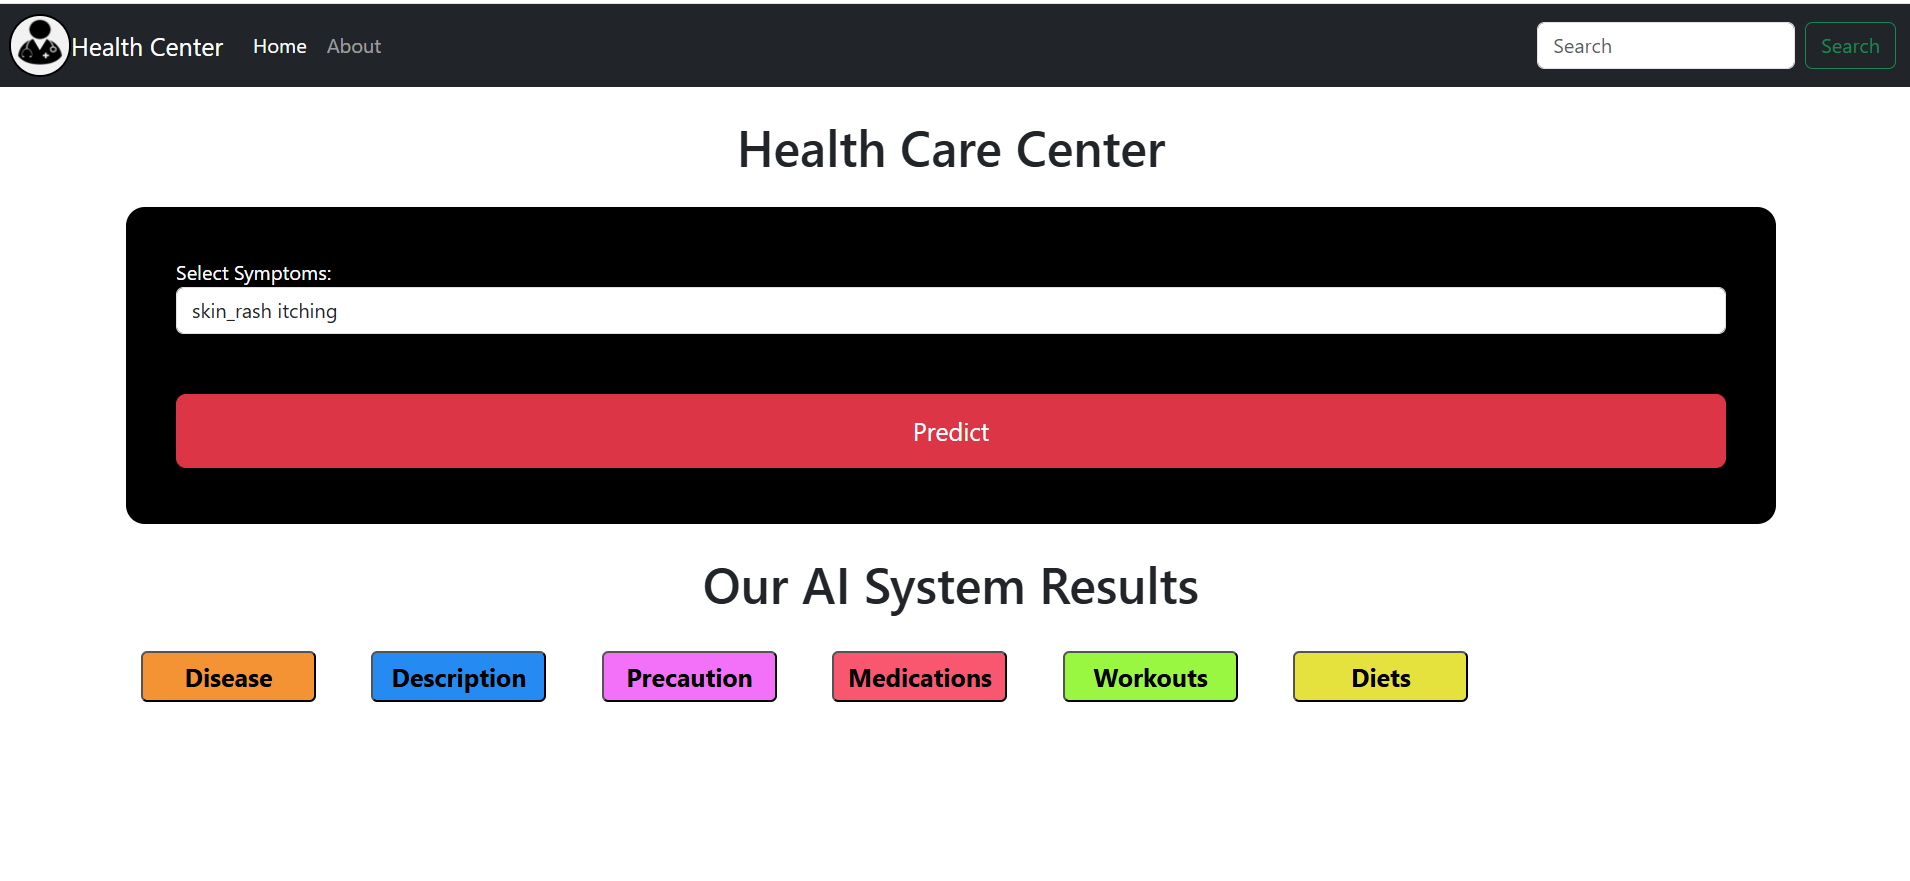 Health Center Home About Search Search
Health Care Center
Select Symptoms:
skin_rash itching
Predict
Our AI System Results
Disease Description Precaution Medications Workouts Diets